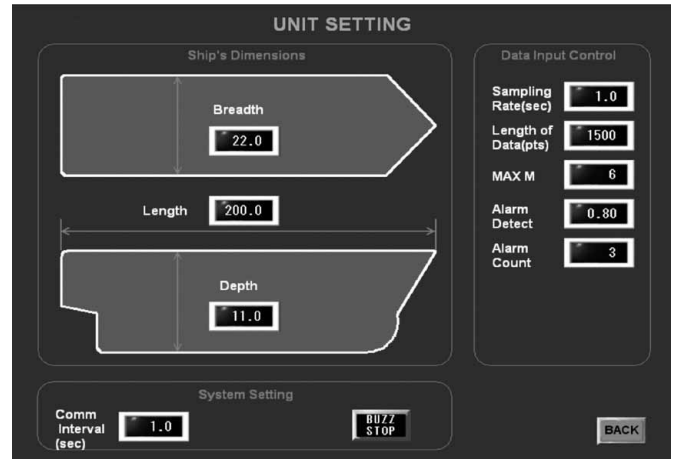 UNIT SETTING
Ship's Dimensions
Breadth
22.0
Length
200.0
Depth
11.0
Data Input Control
Sampling
Rate(sec)
1.0
Length of
Data(pts)
1500
MAX M
6
Alarm
Detect
0.80
Alarm
Count
3
System Setting
Comm
Interval
(sec)
1.0
BUZZ
STOP
BACK